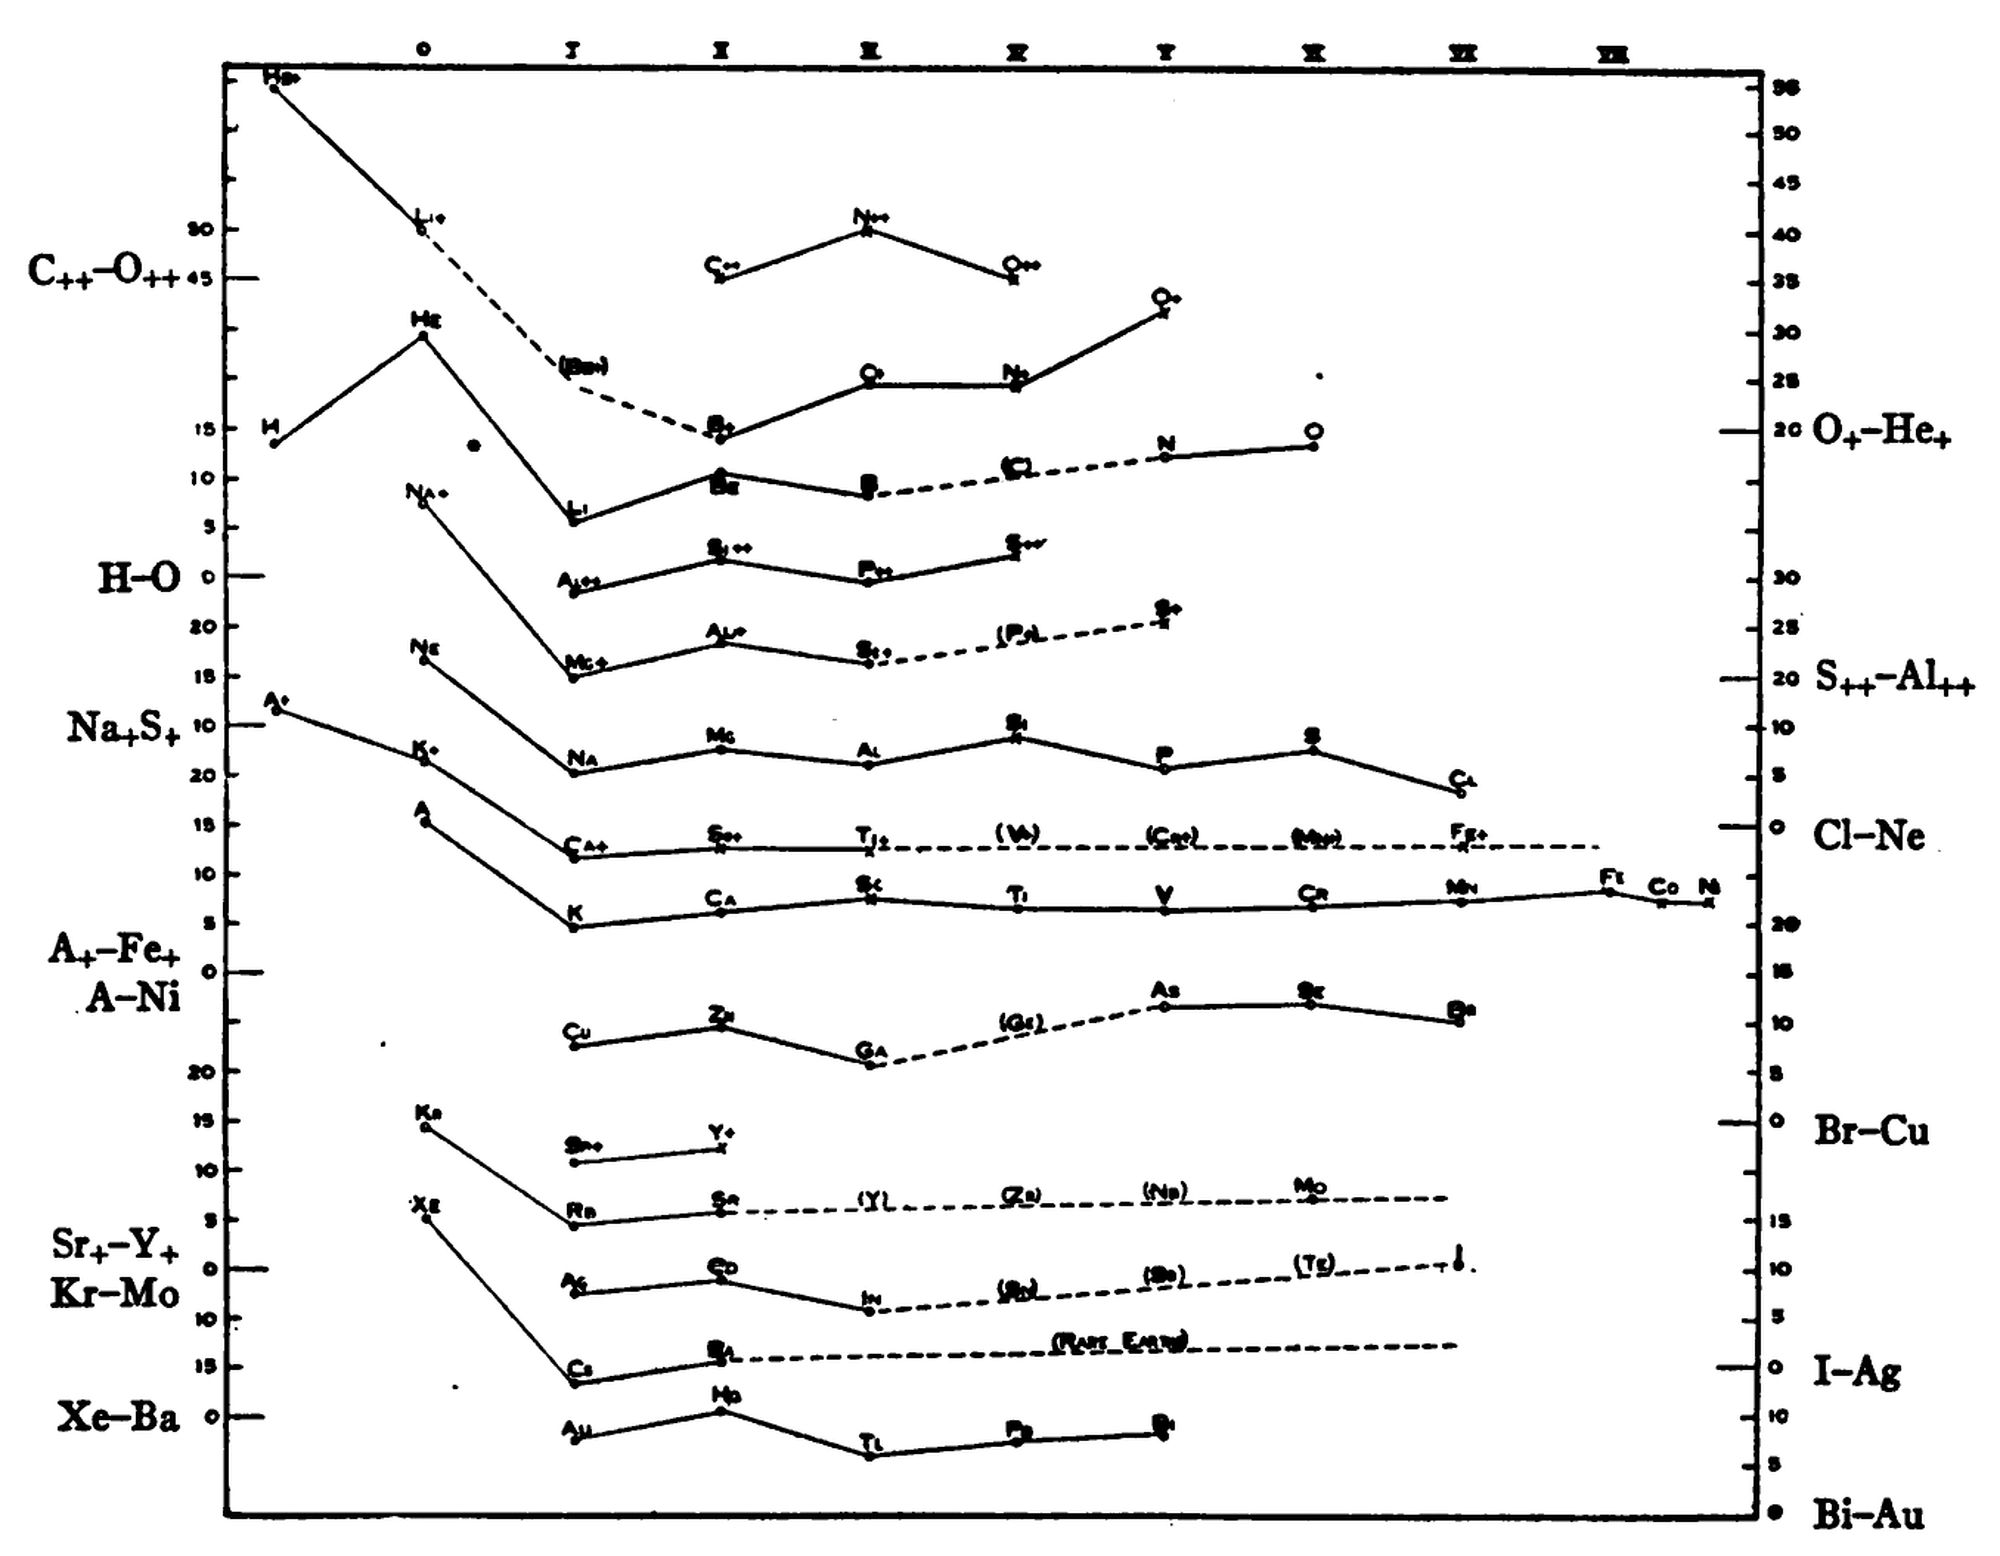 O I II III IV V VI VII VIII
He+
Li+ N++
C++ O++
C++–O++
O+
He
(Be+) C+ N+
H B+ N O
O+–He+
Na+ Li Be B (C)
Al++ Si++ P++ S++
H–O
Ne Mg+ Al+ Si+ (P+) S+
S++–Al++
A+ Na Mg Al Si P S Cl
Na+S+
K+
A Ca+ Sc+ Ti+ (V+) (Cr+) (Mn+) Fe+
Cl–Ne
K Ca Sc Ti V Cr Mn Fe Co Ni
A+–Fe+
A–Ni
Cu Zn Ga (Ge) As Se Br
Kr Sr+ Y+
Br–Cu
Xe Rb Sr (Y) (Zr) (Nb) Mo
Sr+–Y+
Kr–Mo
Ag Cd In (Sn) (Sb) (Te) I
Cs Ba (Rare Earths)
I–Ag
Xe–Ba
Au Hg Tl Pb Bi
Bi–Au
50
45
15
10
5
0
20
15
10
20
15
10
5
0
20
15
10
5
0
10
15
0
50
45
40
35
30
25
20
30
25
20
10
5
0
20
15
10
5
0
15
10
5
0
10
5
0